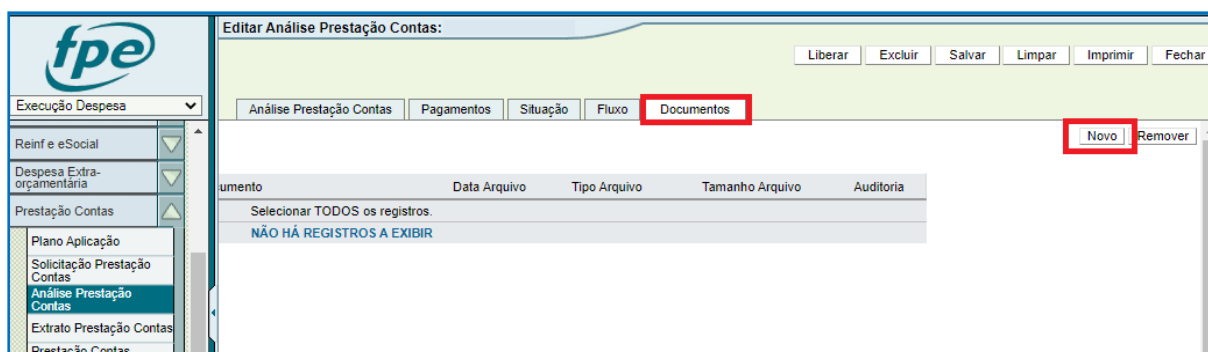 fpe
Execução Despesa
Reinf e eSocial
Despesa Extra-
orçamentária
Prestação Contas
Plano Aplicação
Solicitação Prestação
Contas
Análise Prestação
Contas
Extrato Prestação Contas
Prestação Contas
Editar Análise Prestação Contas:
Liberar Excluir Salvar Limpar Imprimir Fechar
Análise Prestação Contas Pagamentos Situação Fluxo Documentos
Novo Remover
umento Data Arquivo Tipo Arquivo Tamanho Arquivo Auditoria
Selecionar TODOS os registros.
NÃO HÁ REGISTROS A EXIBIR